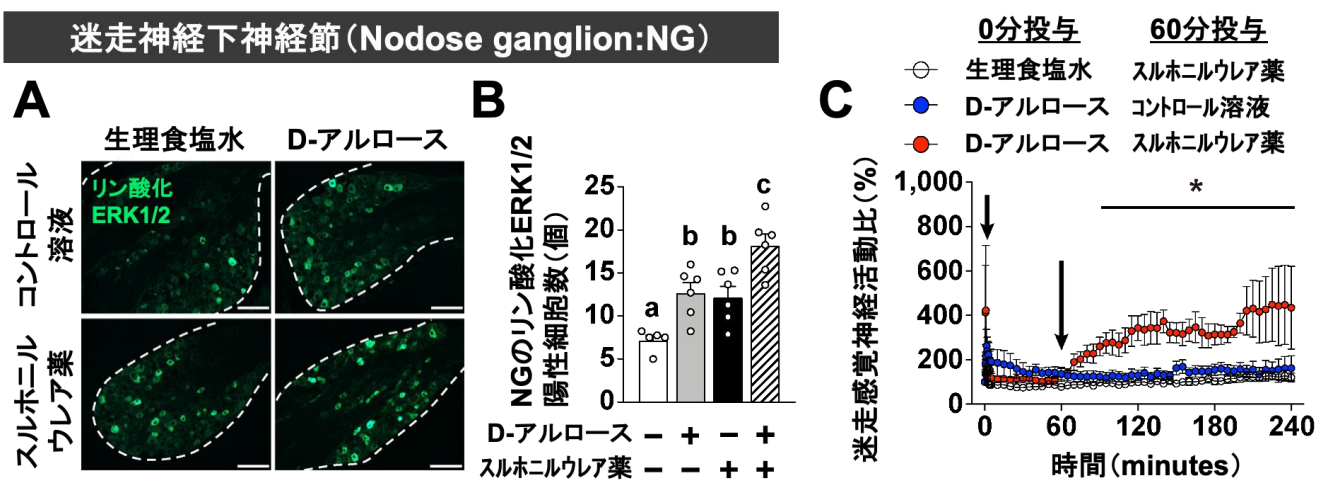 迷走神経下神経節（Nodose ganglion:NG）
A
生理食塩水
D-アルロース
コントロール
溶液
スルホニル
ウレア薬
リン酸化
ERK1/2
B
NGのリン酸化ERK1/2
陽性細胞数（個）
25
20
15
10
5
0
a
b
b
c
D-アルロース − + − +
スルホニルウレア薬 − − + +
C
0分投与 60分投与
生理食塩水 スルホニルウレア薬
D-アルロース コントロール溶液
D-アルロース スルホニルウレア薬
迷走感覚神経活動比（%）
1,000
800
600
400
200
0
*
0 60 120 180 240
時間（minutes）